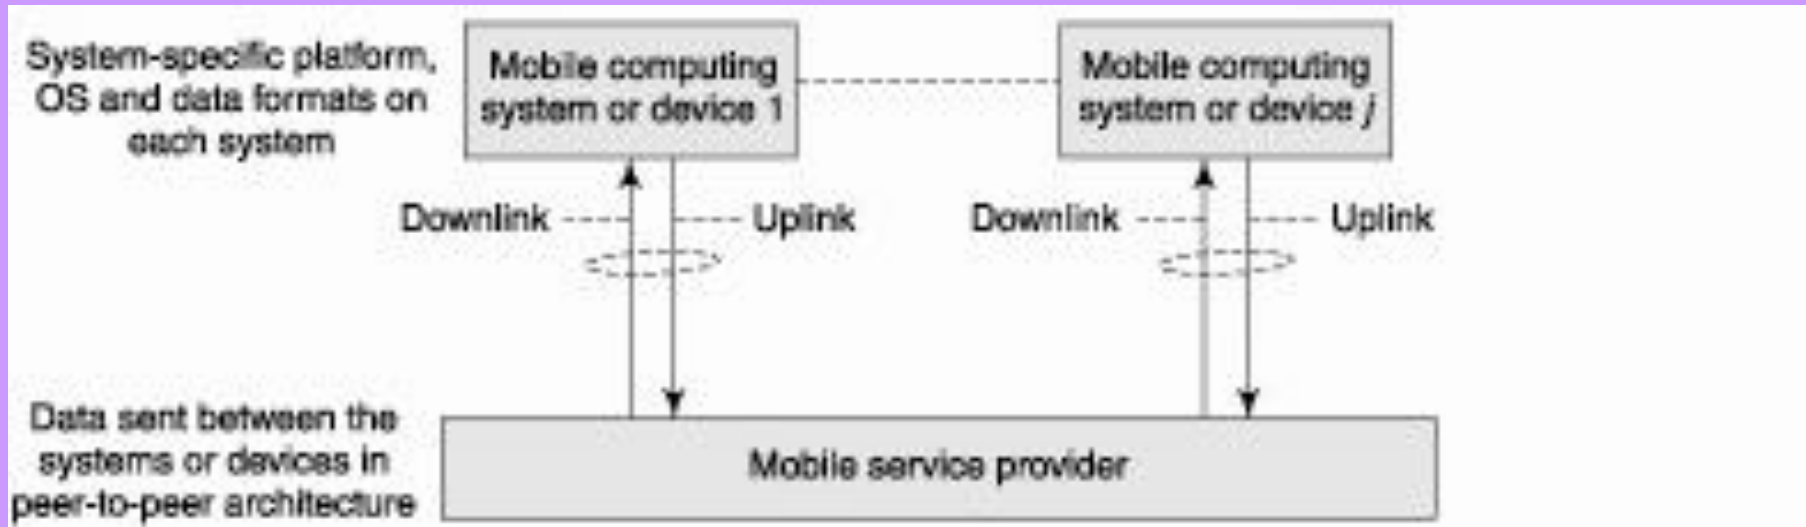 System-specific platform,
OS and data formats on
each system
Mobile computing
system or device 1
Mobile computing
system or device j
Downlink
Uplink
Downlink
Uplink
Data sent between the
systems or devices in
peer-to-peer architecture
Mobile service provider